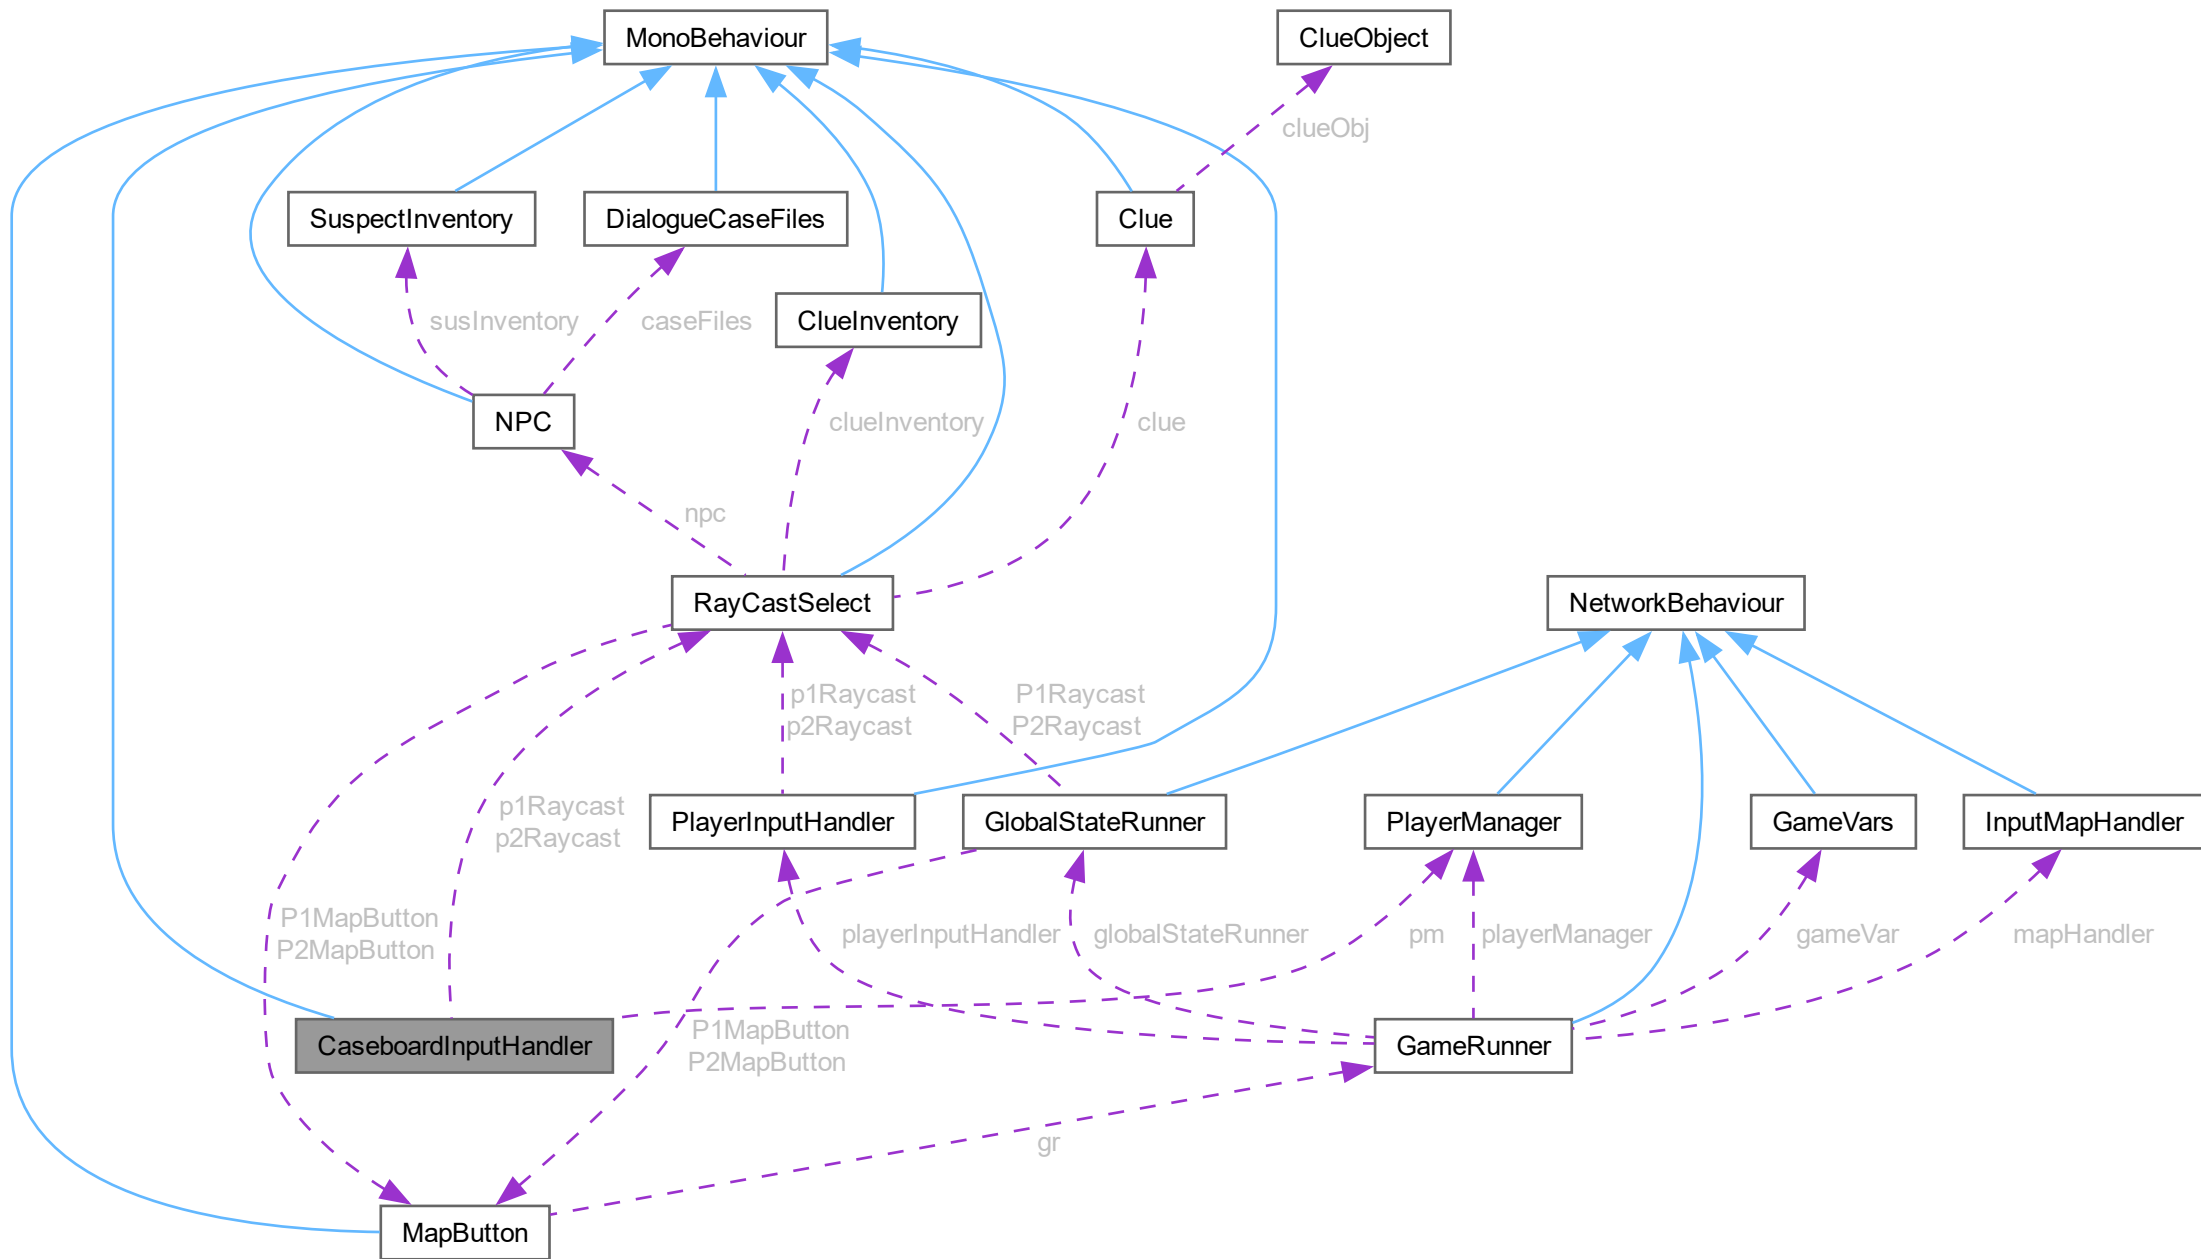 MonoBehaviour
ClueObject
clueObj
SuspectInventory
DialogueCaseFiles
Clue
susInventory
caseFiles
ClueInventory
NPC
clueInventory
clue
npc
RayCastSelect
NetworkBehaviour
p1Raycast
p2Raycast
P1Raycast
P2Raycast
p1Raycast
p2Raycast
PlayerInputHandler
GlobalStateRunner
PlayerManager
GameVars
InputMapHandler
P1MapButton
P2MapButton
playerInputHandler
globalStateRunner
pm
playerManager
gameVar
mapHandler
CaseboardInputHandler
P1MapButton
P2MapButton
GameRunner
gr
MapButton